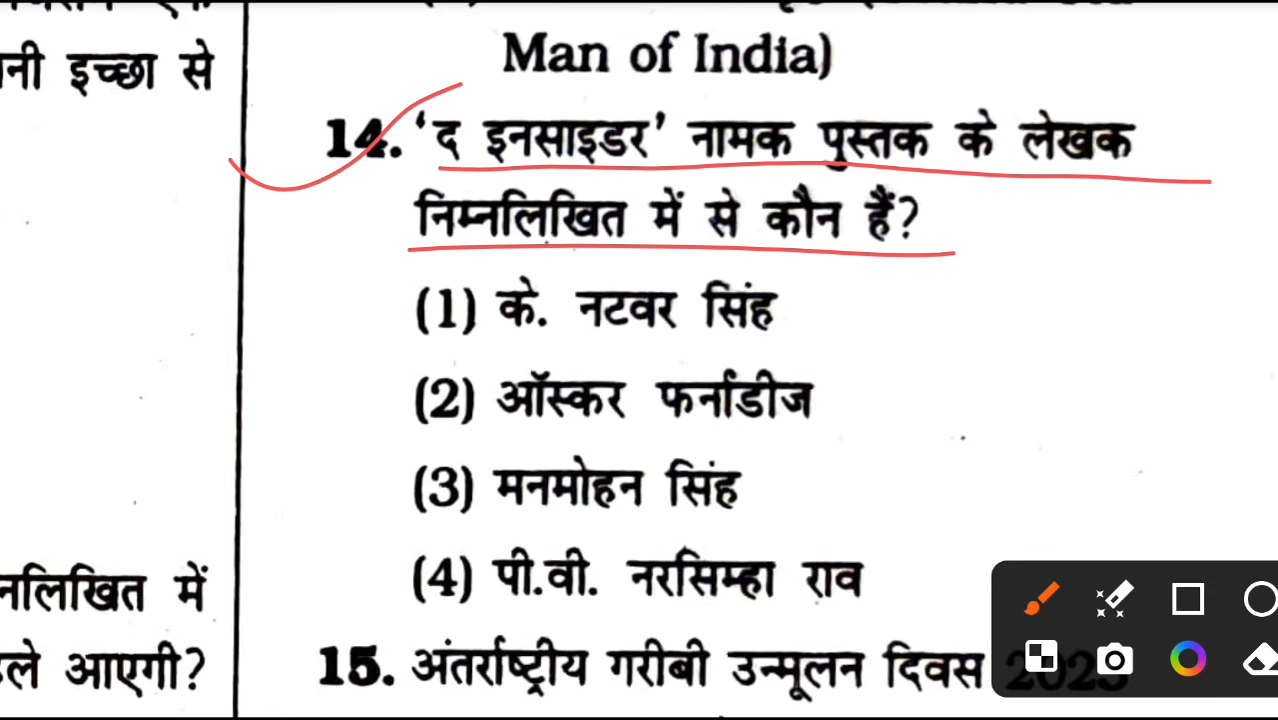 नी इच्छा से
नलिखित में
ले आएगी?
Man of India)
14. ‘द इनसाइडर’ नामक पुस्तक के लेखक
निम्नलिखित में से कौन हैं?
(1) के. नटवर सिंह
(2) ऑस्कर फर्नाडीज
(3) मनमोहन सिंह
(4) पी.वी. नरसिम्हा राव
15. अंतर्राष्ट्रीय गरीबी उन्मूलन दिवस 2023